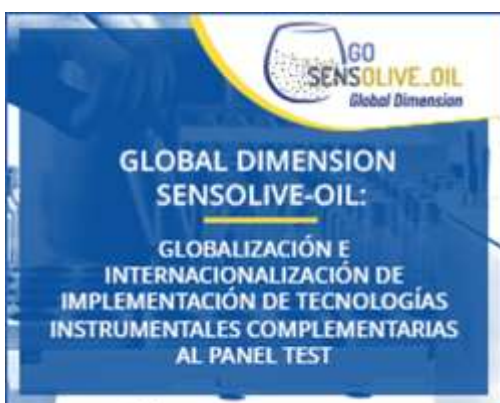 GO
SENSOLIVE_OIL
Global Dimension
GLOBAL DIMENSION
SENSOLIVE-OIL:
GLOBALIZACIÓN E
INTERNACIONALIZACIÓN DE
IMPLEMENTACIÓN DE TECNOLOGÍAS
INSTRUMENTALES COMPLEMENTARIAS
AL PANEL TEST